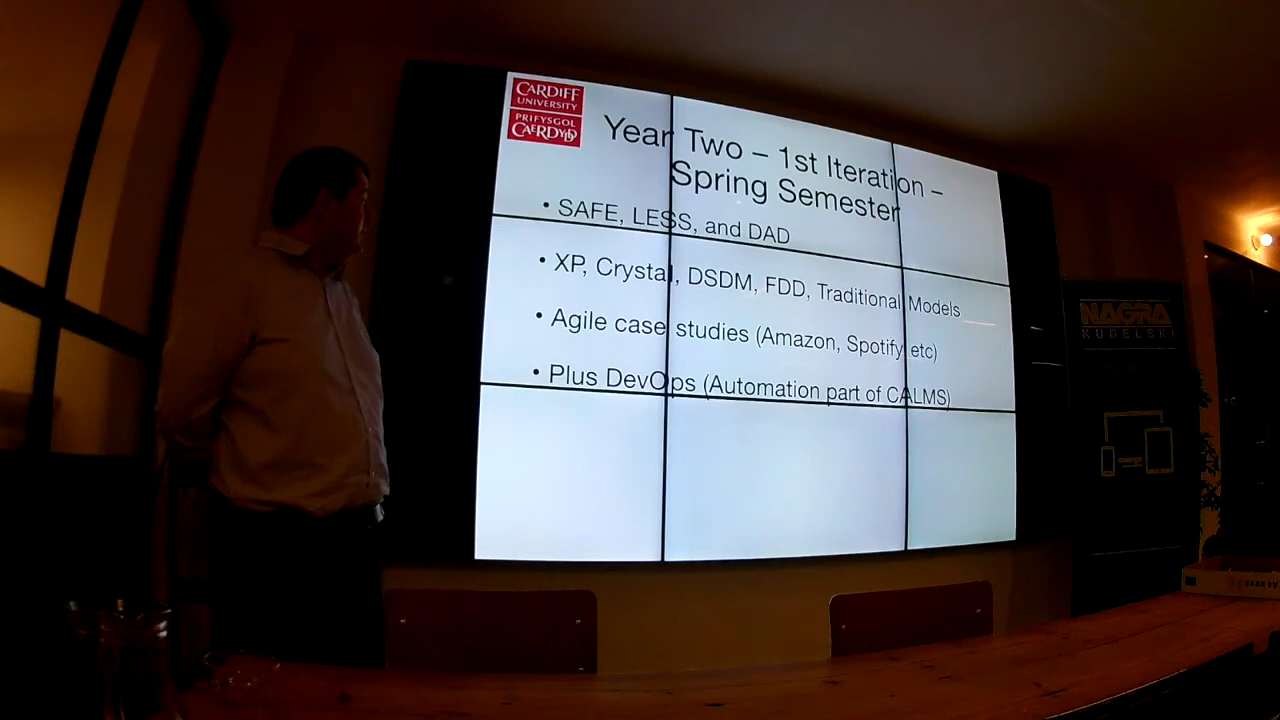 CARDIFF
UNIVERSITY
PRIFYSGOL
CAERDYDD
Year Two – 1st Iteration –
Spring Semester
• SAFE, LESS, and DAD
• XP, Crystal, DSDM, FDD, Traditional Models
• Agile case studies (Amazon, Spotify etc)
• Plus DevOps (Automation part of CALMS)
NAGRA
KUDELSKI